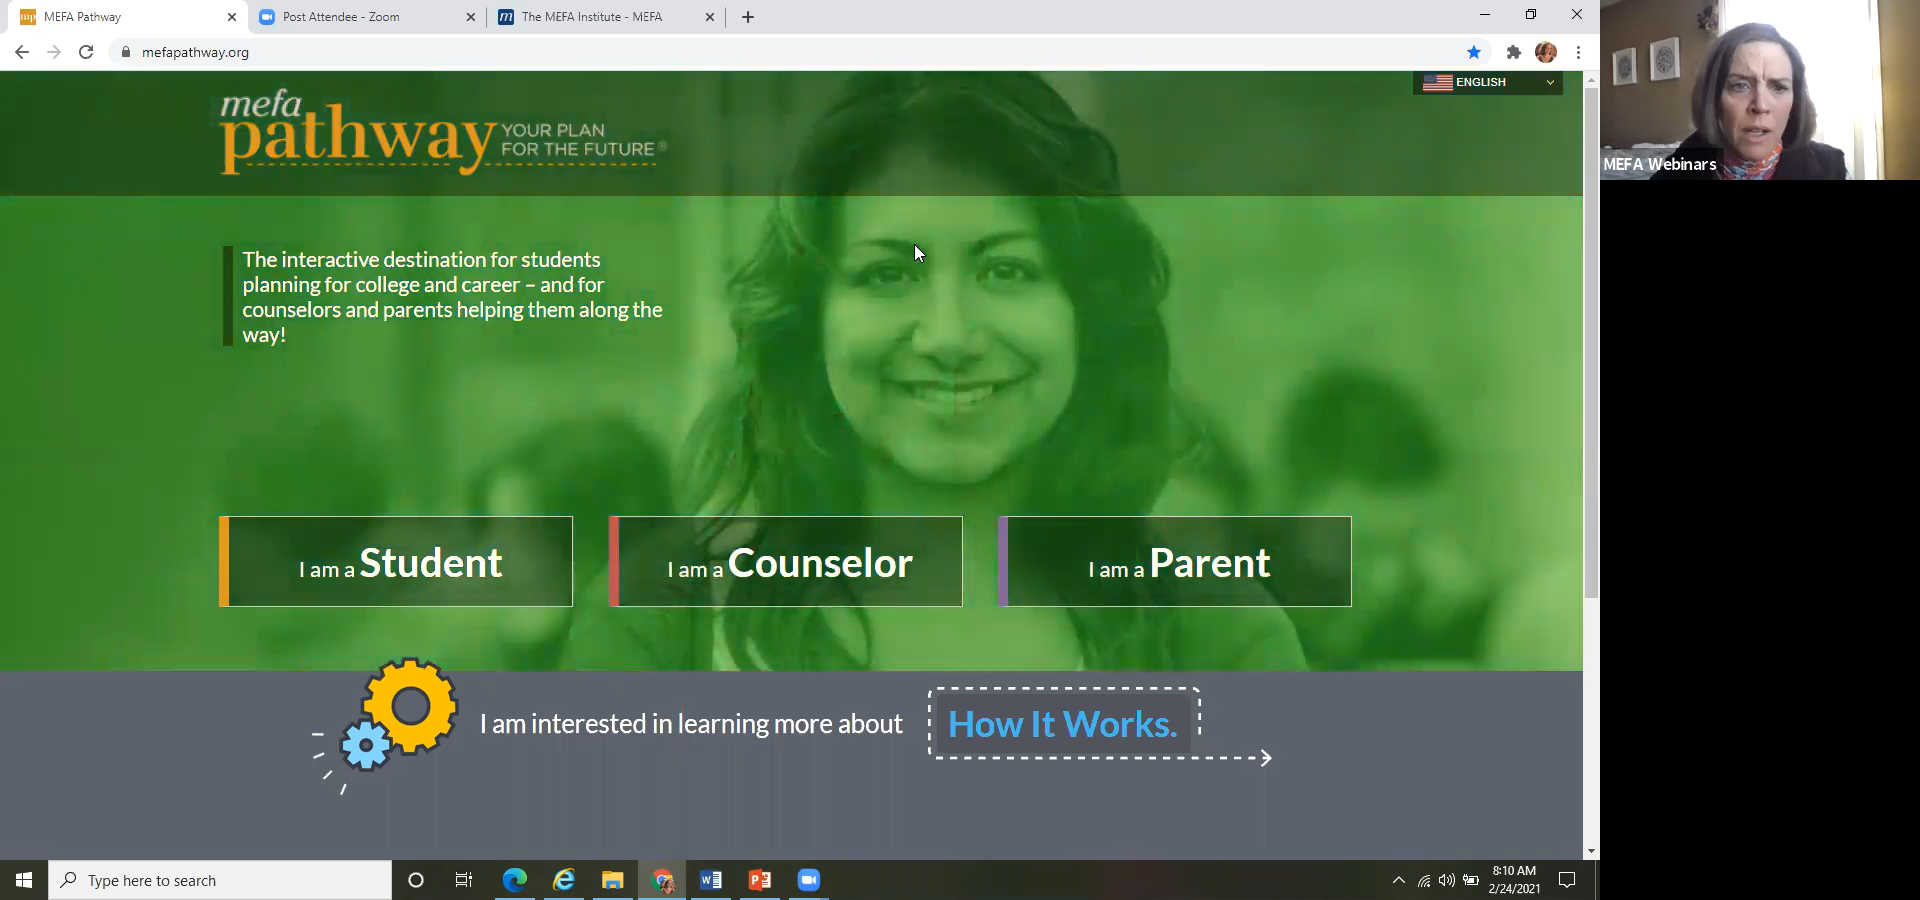 MEFA Pathway
Post Attendee - Zoom
The MEFA Institute - MEFA
mefapathway.org
ENGLISH
MEFA Webinars
mefa
pathway
YOUR PLAN
FOR THE FUTURE®
The interactive destination for students
planning for college and career – and for
counselors and parents helping them along the
way!
I am a Student
I am a Counselor
I am a Parent
I am interested in learning more about
How It Works.
Type here to search
8:10 AM
2/24/2021